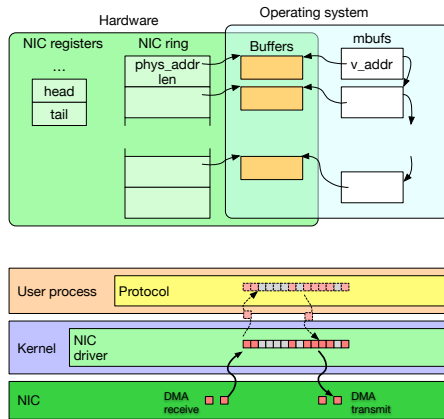 Hardware
Operating system
NIC registers
NIC ring
Buffers
mbufs
...
phys_addr
len
v_addr
head
tail
User process
Protocol
Kernel
NIC
driver
NIC
DMA
receive
DMA
transmit